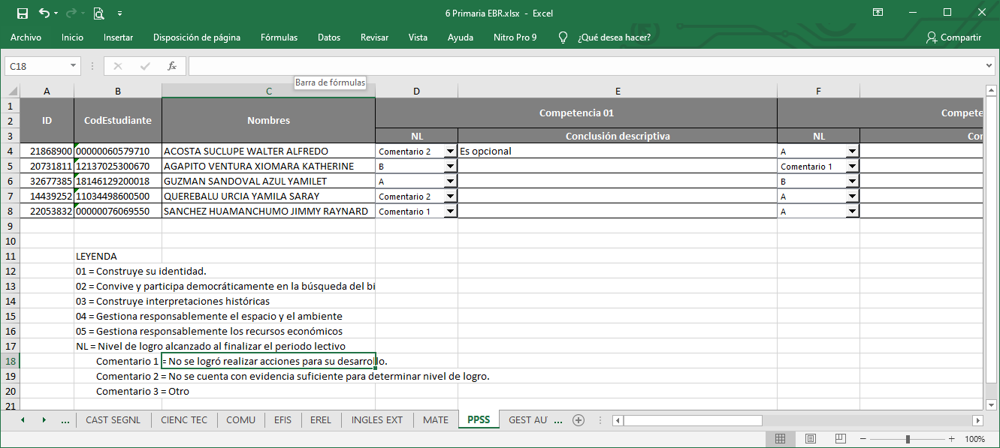 6 Primaria EBR.xlsx - Excel
Archivo Inicio Insertar Disposición de página Fórmulas Datos Revisar Vista Ayuda Nitro Pro 9 ¿Qué desea hacer? Compartir
C18 fx
Barra de fórmulas
A B C D E F
1 ID CodEstudiante Nombres Competencia 01 Compete
2
3 NL Conclusión descriptiva NL Cor
4 21868900 00000060579710 ACOSTA SUCLUPE WALTER ALFREDO Comentario 2 Es opcional A
5 20731811 12137025300670 AGAPITO VENTURA XIOMARA KATHERINE B Comentario 1
6 32677385 18146129200018 GUZMAN SANDOVAL AZUL YAMILET A B
7 14439252 11034498600500 QUEREBALU URCIA YAMILA SARAY Comentario 2 A
8 22053832 00000076069550 SANCHEZ HUAMANCHUMO JIMMY RAYNARD Comentario 1 A
9
10
11 LEYENDA
12 01 = Construye su identidad.
13 02 = Convive y participa democráticamente en la búsqueda del bi
14 03 = Construye interpretaciones históricas
15 04 = Gestiona responsablemente el espacio y el ambiente
16 05 = Gestiona responsablemente los recursos económicos
17 NL = Nivel de logro alcanzado al finalizar el periodo lectivo
18 Comentario 1 = No se logró realizar acciones para su desarrollo.
19 Comentario 2 = No se cuenta con evidencia suficiente para determinar nivel de logro.
20 Comentario 3 = Otro
21
... CAST SEGNL CIENC TEC COMU EFIS EREL INGLES EXT MATE PPSS GEST AU ...
100%